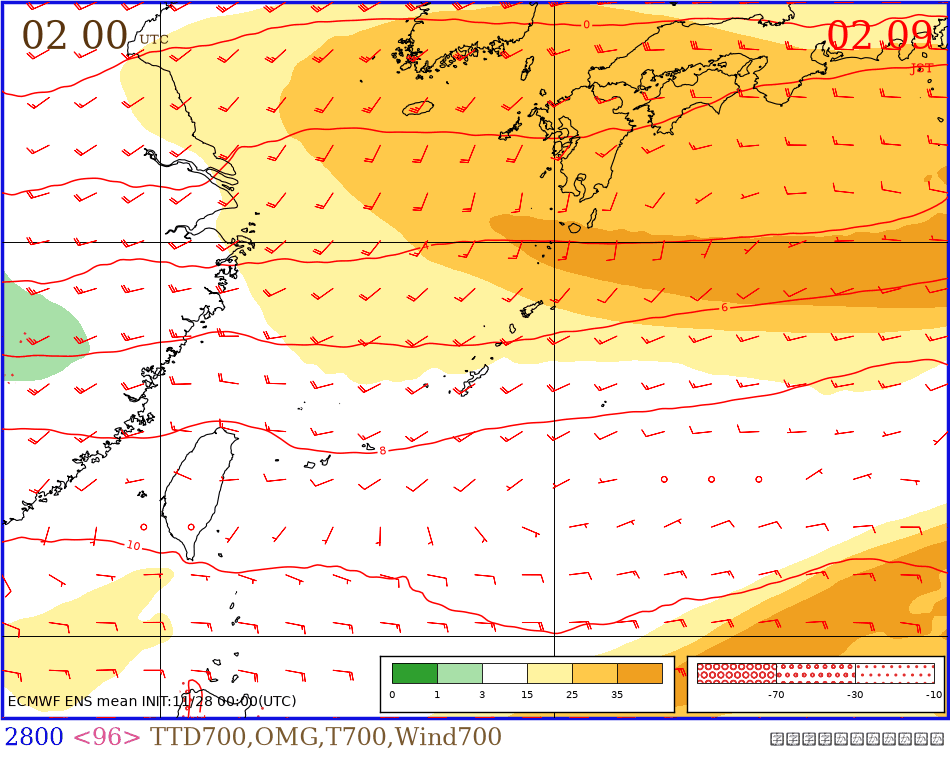 02 00 UTC
02 09
JST
0
4
6
8
10
0 1 3 15 25 35
-70 -30 -10
ECMWF ENS mean INIT:11/28 00:00(UTC)
2800 <96> TTD700,OMG,T700,Wind700